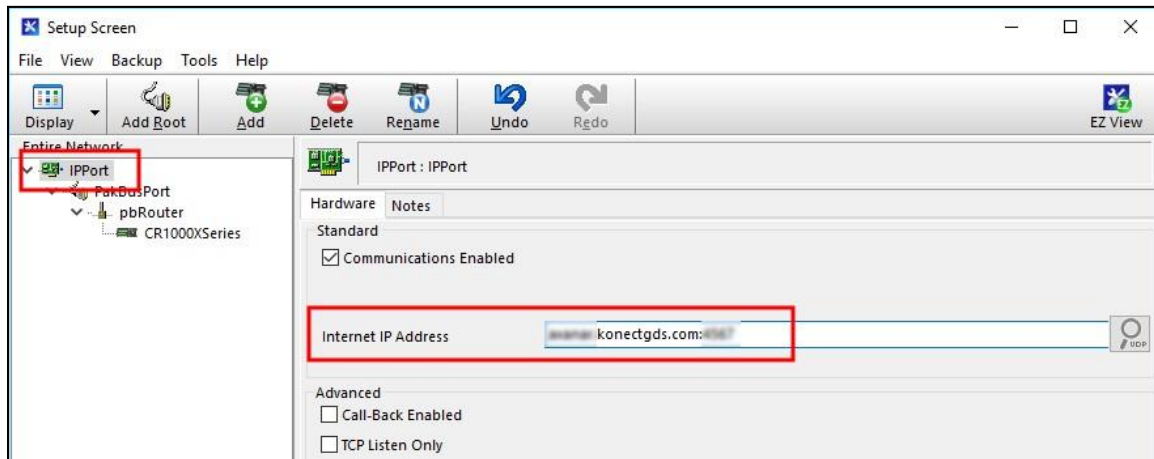 Setup Screen
File View Backup Tools Help
Display Add Root Add Delete Rename Undo Redo EZ View
Entire Network
IPPort
PakBusPort
pbRouter
CR1000XSeries
IPPort : IPPort
Hardware Notes
Standard
Communications Enabled
Internet IP Address konectgds.com:
UDP
Advanced
Call-Back Enabled
TCP Listen Only